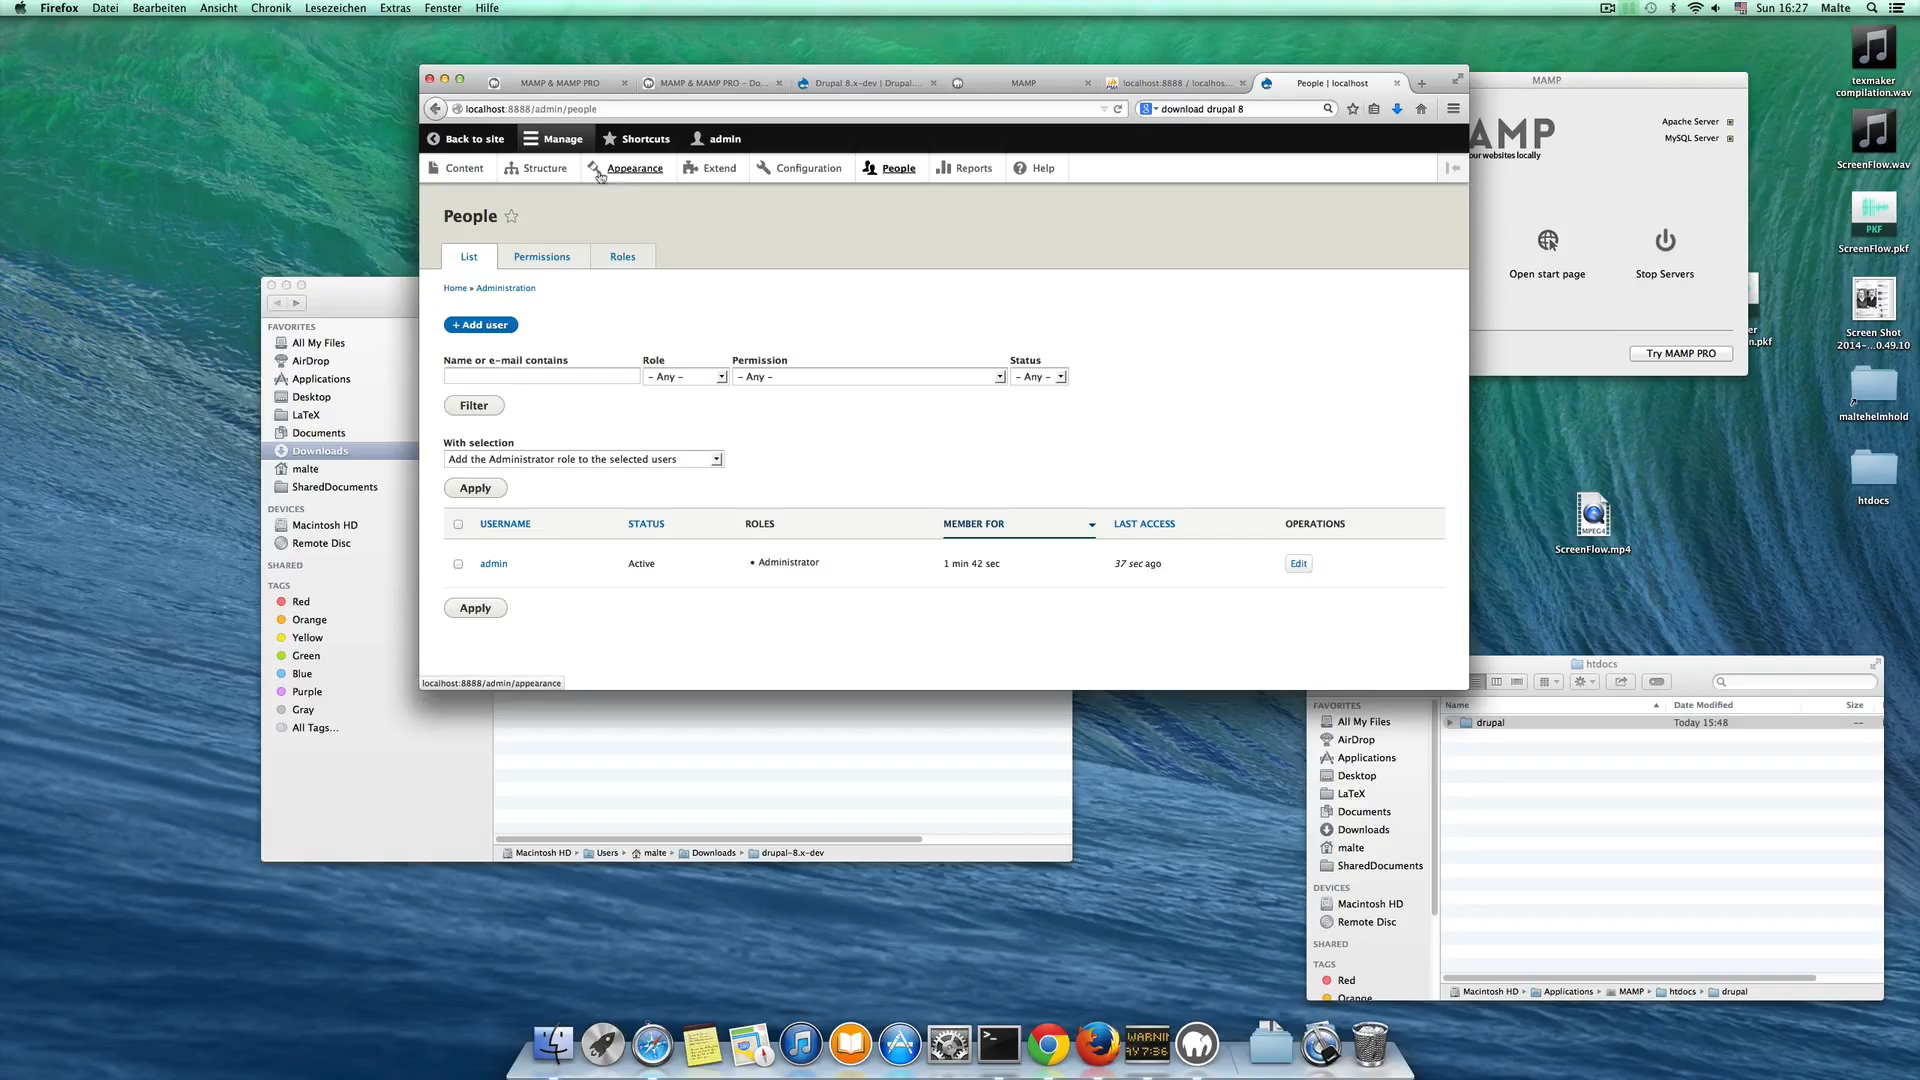 Firefox Datei Bearbeiten Ansicht Chronik Lesezeichen Extras Fenster Hilfe
Sun 16:27 Malte
MAMP & MAMP PRO
MAMP & MAMP PRO – Do...
Drupal 8.x-dev | Drupal....
MAMP
localhost:8888 / localhos...
People | localhost
localhost:8888/admin/people
download drupal 8
Back to site Manage Shortcuts admin
Content Structure Appearance Extend Configuration People Reports Help
People
List Permissions Roles
Home » Administration
+ Add user
Name or e-mail contains Role Permission Status
– Any – – Any – – Any –
Filter
With selection
Add the Administrator role to the selected users
Apply
USERNAME STATUS ROLES MEMBER FOR LAST ACCESS OPERATIONS
admin Active • Administrator 1 min 42 sec 37 sec ago Edit
Apply
localhost:8888/admin/appearance
MAMP
AMP
our websites locally
Apache Server
MySQL Server
Open start page
Stop Servers
Try MAMP PRO
texmaker
compilation.wav
ScreenFlow.wav
PKF
ScreenFlow.pkf
Screen Shot
2014-...0.49.10
er
n.pkf
maltehelmhold
htdocs
MPEG4
ScreenFlow.mp4
FAVORITES
All My Files
AirDrop
Applications
Desktop
LaTeX
Documents
Downloads
malte
SharedDocuments
DEVICES
Macintosh HD
Remote Disc
SHARED
TAGS
Red
Orange
Yellow
Green
Blue
Purple
Gray
All Tags...
Macintosh HD Users malte Downloads drupal-8.x-dev
htdocs
Name Date Modified Size
drupal Today 15:48 --
FAVORITES
All My Files
AirDrop
Applications
Desktop
LaTeX
Documents
Downloads
malte
SharedDocuments
DEVICES
Macintosh HD
Remote Disc
SHARED
TAGS
Red
Orange
Macintosh HD Applications MAMP htdocs drupal
WARNIN
AY 7:36